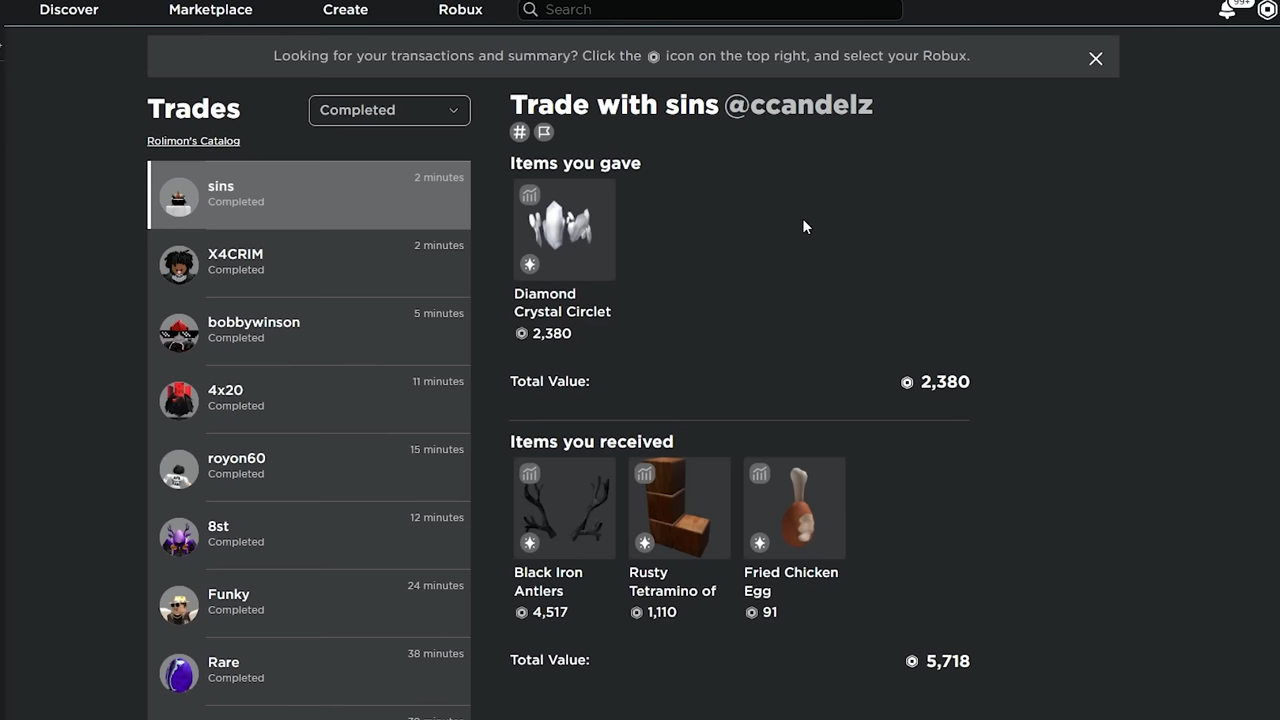 Discover Marketplace Create Robux Search 99+
Looking for your transactions and summary? Click the icon on the top right, and select your Robux.
Trades Completed
Rolimon's Catalog
sins 2 minutes
Completed
X4CRIM 2 minutes
Completed
bobbywinson 5 minutes
Completed
4x20 11 minutes
Completed
royon60 15 minutes
Completed
8st 12 minutes
Completed
Funky 24 minutes
Completed
Rare 38 minutes
Completed
Trade with sins @ccandelz
#
Items you gave
Diamond
Crystal Circlet
2,380
Total Value: 2,380
Items you received
Black Iron
Antlers
4,517
Rusty
Tetramino of
1,110
Fried Chicken
Egg
91
Total Value: 5,718